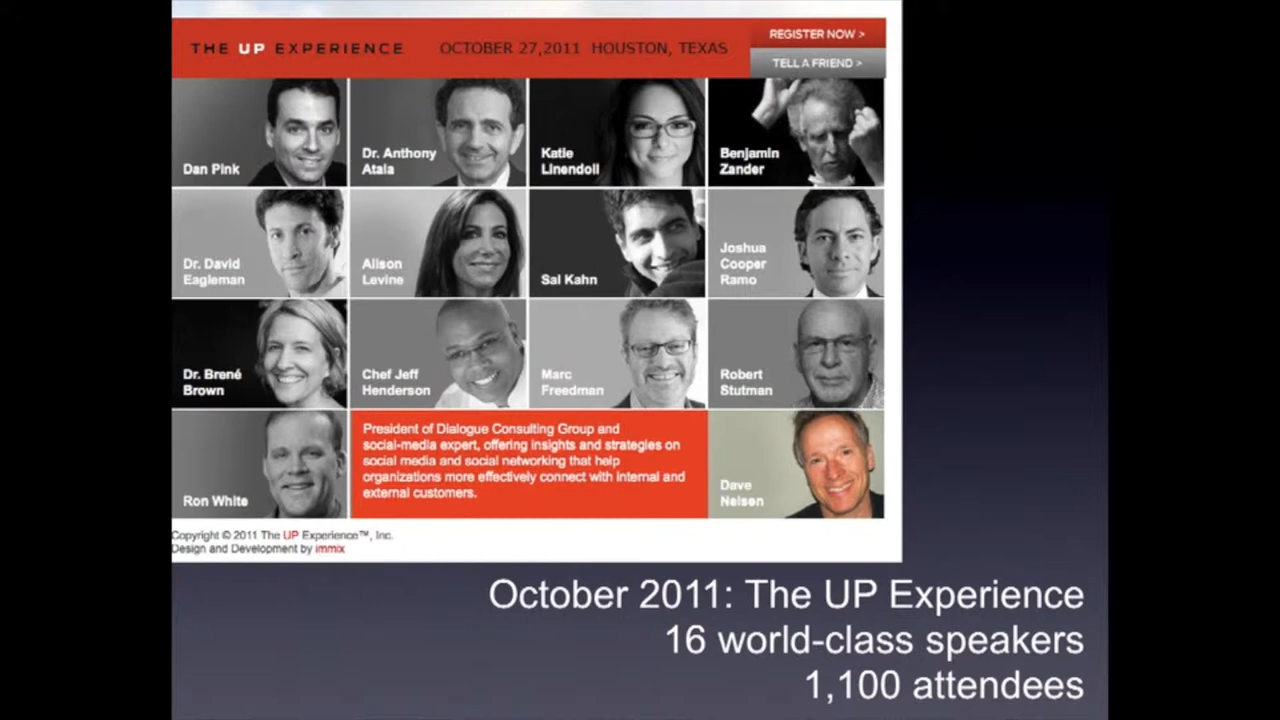 THE UP EXPERIENCE OCTOBER 27,2011 HOUSTON, TEXAS
REGISTER NOW >
TELL A FRIEND >
Dan Pink
Dr. Anthony
Atala
Katie
Linendoll
Benjamin
Zander
Dr. David
Eagleman
Alison
Levine
Sal Kahn
Joshua
Cooper
Ramo
Dr. Brené
Brown
Chef Jeff
Henderson
Marc
Freedman
Robert
Stutman
Ron White
President of Dialogue Consulting Group and
social-media expert, offering insights and strategies on
social media and social networking that help
organizations more effectively connect with internal and
external customers.
Dave
Nelsen
Copyright © 2011 The UP Experience™, Inc.
Design and Development by immix
October 2011: The UP Experience
16 world-class speakers
1,100 attendees